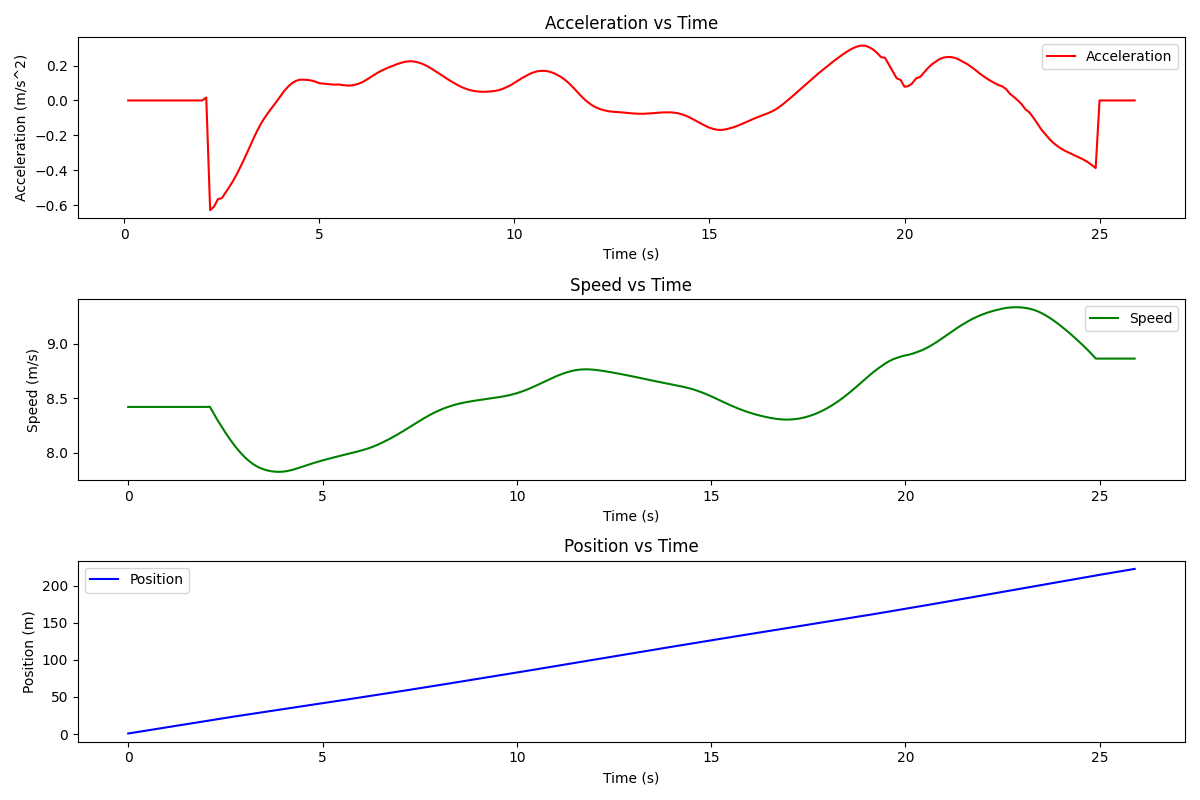 Acceleration vs Time
Acceleration (m/s^2)
0.2
0.0
−0.2
−0.4
−0.6
Acceleration
0 5 10 15 20 25
Time (s)
Speed vs Time
Speed (m/s)
9.0
8.5
8.0
Speed
0 5 10 15 20 25
Time (s)
Position vs Time
Position (m)
200
150
100
50
0
Position
0 5 10 15 20 25
Time (s)